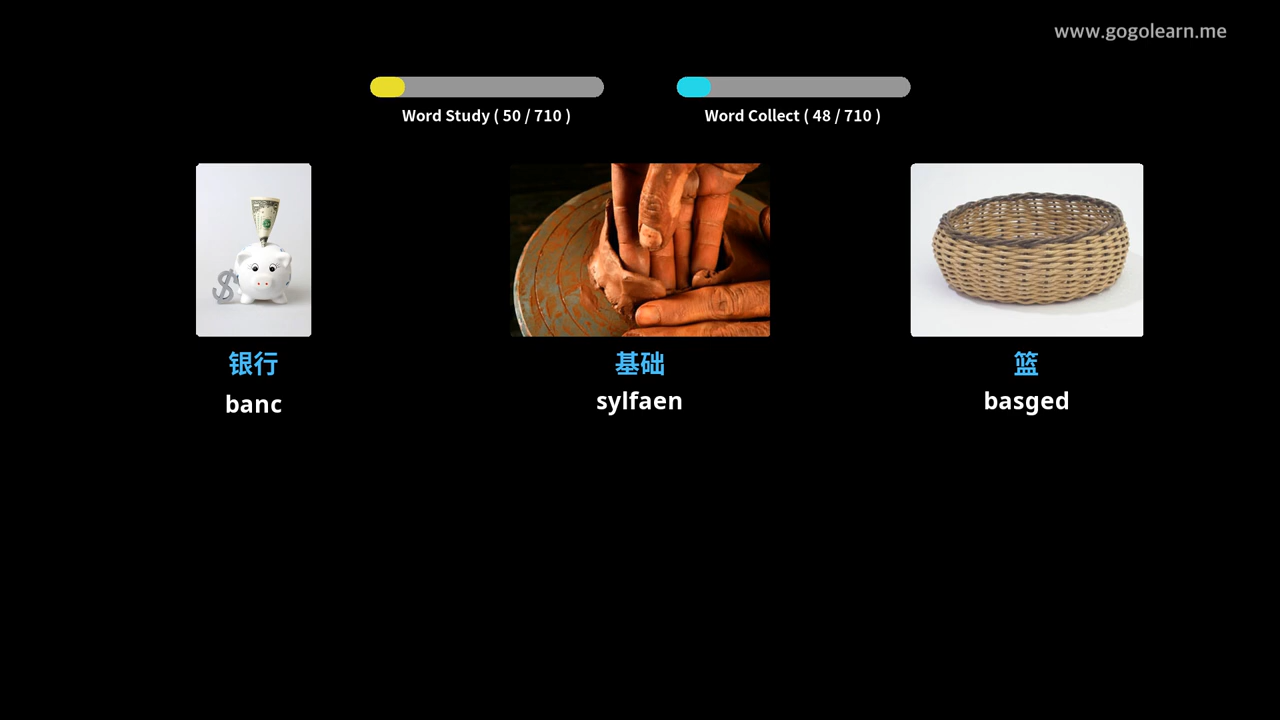 www.gogolearn.me
Word Study ( 50 / 710 )
Word Collect ( 48 / 710 )
银行
基础
篮
banc
sylfaen
basged